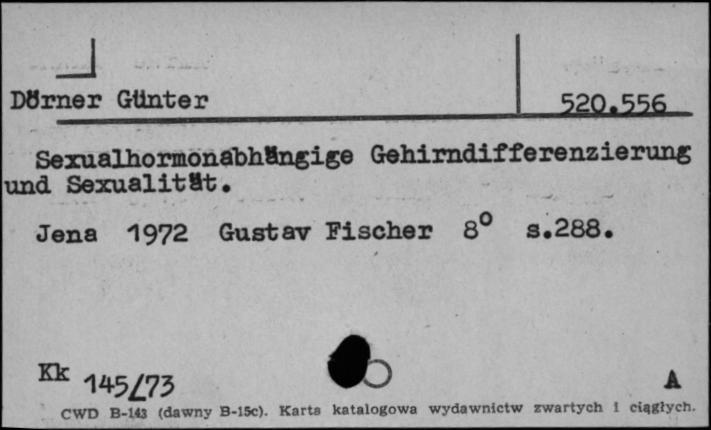 Dörner Günter 520.556
Sexualhormonabhängige Gehirndifferenzierung
und Sexualität.
Jena 1972 Gustav Fischer 8° s.288.
Kk 145/73 A
CWD B-143 (dawny B-15c). Karta katalogowa wydawnictw zwartych i ciągłych.